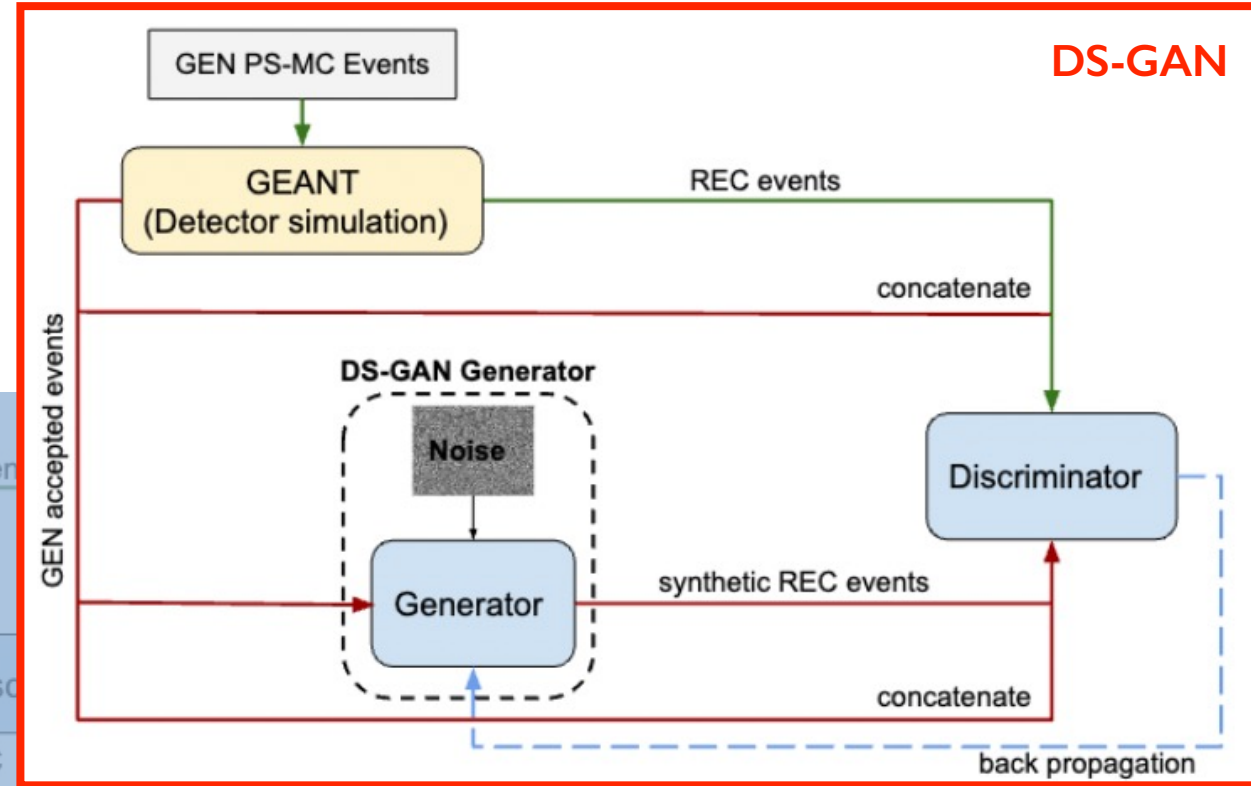 DS-GAN
GEN PS-MC Events
GEANT
(Detector simulation)
REC events
concatenate
GEN accepted events
DS-GAN Generator
Noise
Discriminator
Generator
synthetic REC events
concatenate
back propagation